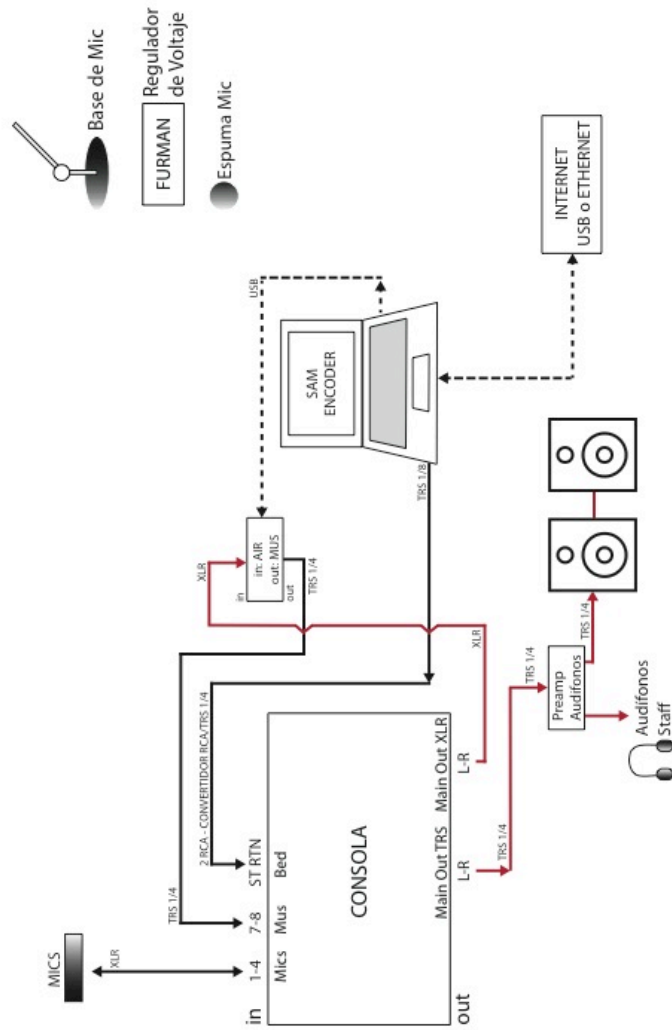 MICS
XLR
TRS 1/4
2 RCA - CONVERTIDOR RCA/TRS 1/4
in
1-4
7-8
ST RTN
Mics
Mus
Bed
CONSOLA
Main Out TRS
Main Out XLR
out
L-R
L-R
XLR
in
in: AIR
out: MUS
out
TRS 1/4
USB
SAM
ENCODER
TRS 1/8
XLR
TRS 1/4
TRS 1/4
Preamp
Audífonos
TRS 1/4
Audífonos
Staff
INTERNET
USB o ETHERNET
Base de Mic
FURMAN
Regulador
de Voltaje
Espuma Mic